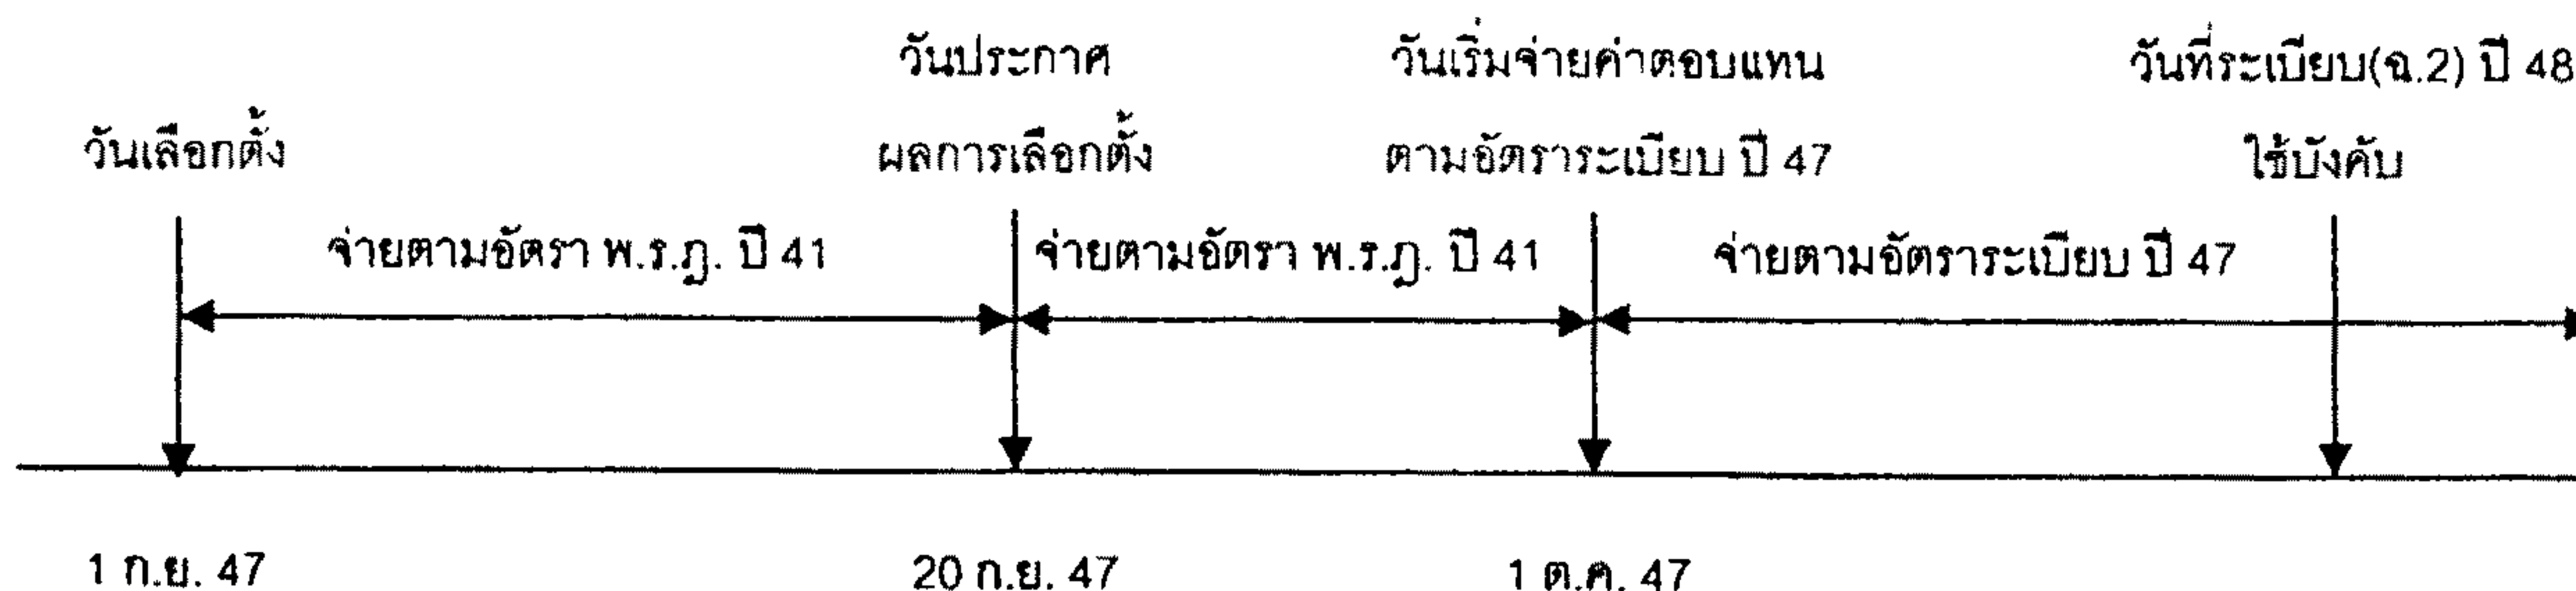 วันเลือกตั้ง
วันประกาศ
ผลการเลือกตั้ง
วันเริ่มจ่ายค่าตอบแทน
ตามอัตราระเบียบ ปี 47
วันที่ระเบียบ(ฉ.2) ปี 48
ใช้บังคับ
จ่ายตามอัตรา พ.ร.ฎ. ปี 41
จ่ายตามอัตรา พ.ร.ฎ. ปี 41
จ่ายตามอัตราระเบียบ ปี 47
1 ก.ย. 47
20 ก.ย. 47
1 ต.ค. 47